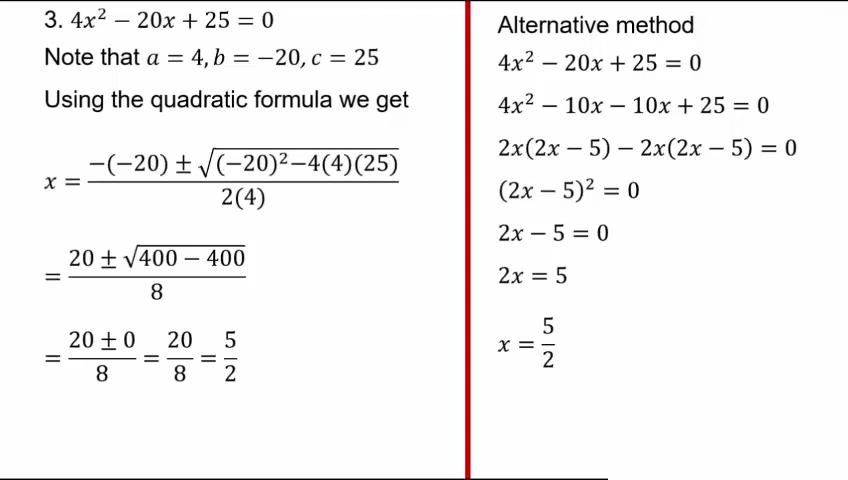 3. 4x² − 20x + 25 = 0
Note that a = 4, b = −20, c = 25
Using the quadratic formula we get
x = (−(−20) ± √((−20)²−4(4)(25))) / (2(4))
= (20 ± √(400 − 400)) / 8
= (20 ± 0) / 8 = 20 / 8 = 5 / 2
Alternative method
4x² − 20x + 25 = 0
4x² − 10x − 10x + 25 = 0
2x(2x − 5) − 2x(2x − 5) = 0
(2x − 5)² = 0
2x − 5 = 0
2x = 5
x = 5 / 2